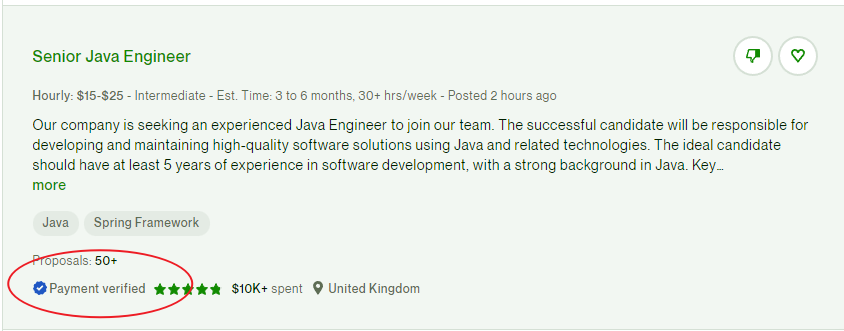 Senior Java Engineer
Hourly: $15-$25 - Intermediate - Est. Time: 3 to 6 months, 30+ hrs/week - Posted 2 hours ago
Our company is seeking an experienced Java Engineer to join our team. The successful candidate will be responsible for
developing and maintaining high-quality software solutions using Java and related technologies. The ideal candidate
should have at least 5 years of experience in software development, with a strong background in Java. Key…
more
Java Spring Framework
Proposals: 50+
Payment verified $10K+ spent United Kingdom